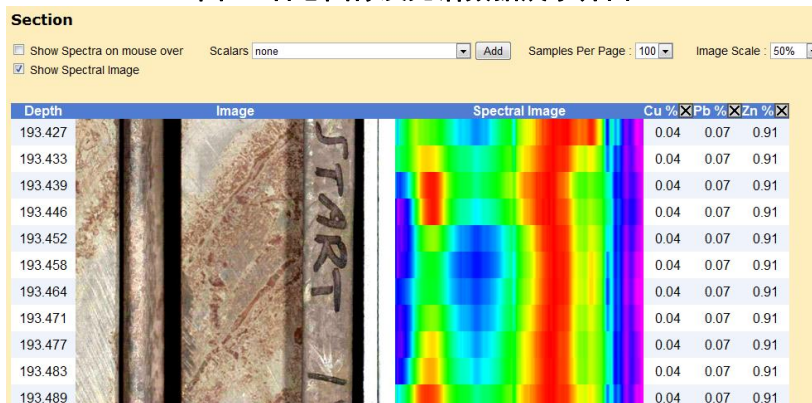 Section
Show Spectra on mouse over Scalars none Add Samples Per Page : 100 Image Scale : 50%
Show Spectral Image
Depth Image Spectral Image Cu % Pb % Zn %
193.427 0.04 0.07 0.91
193.433 0.04 0.07 0.91
193.439 0.04 0.07 0.91
193.446 0.04 0.07 0.91
193.452 0.04 0.07 0.91
193.458 0.04 0.07 0.91
193.464 0.04 0.07 0.91
193.471 0.04 0.07 0.91
193.477 0.04 0.07 0.91
193.483 0.04 0.07 0.91
193.489 0.04 0.07 0.91
START